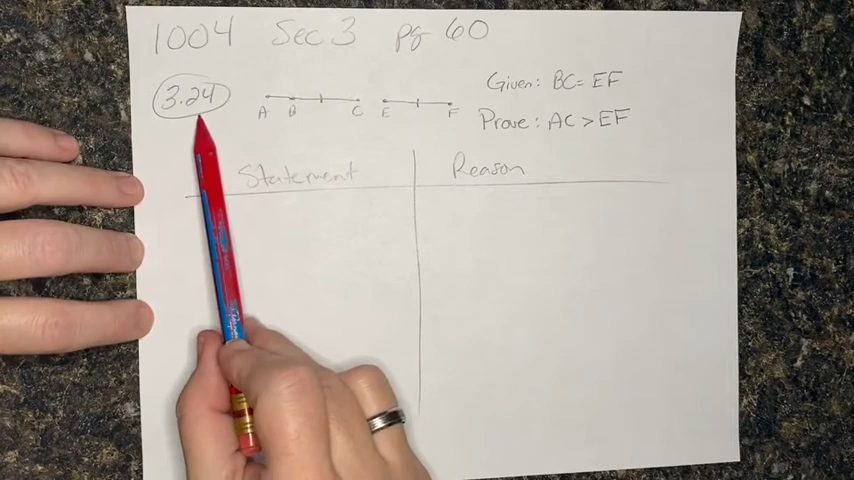 1004 Sec 3 pg 60
3.24
A B C E F
Given: BC = EF
Prove: AC > EF
Statement Reason